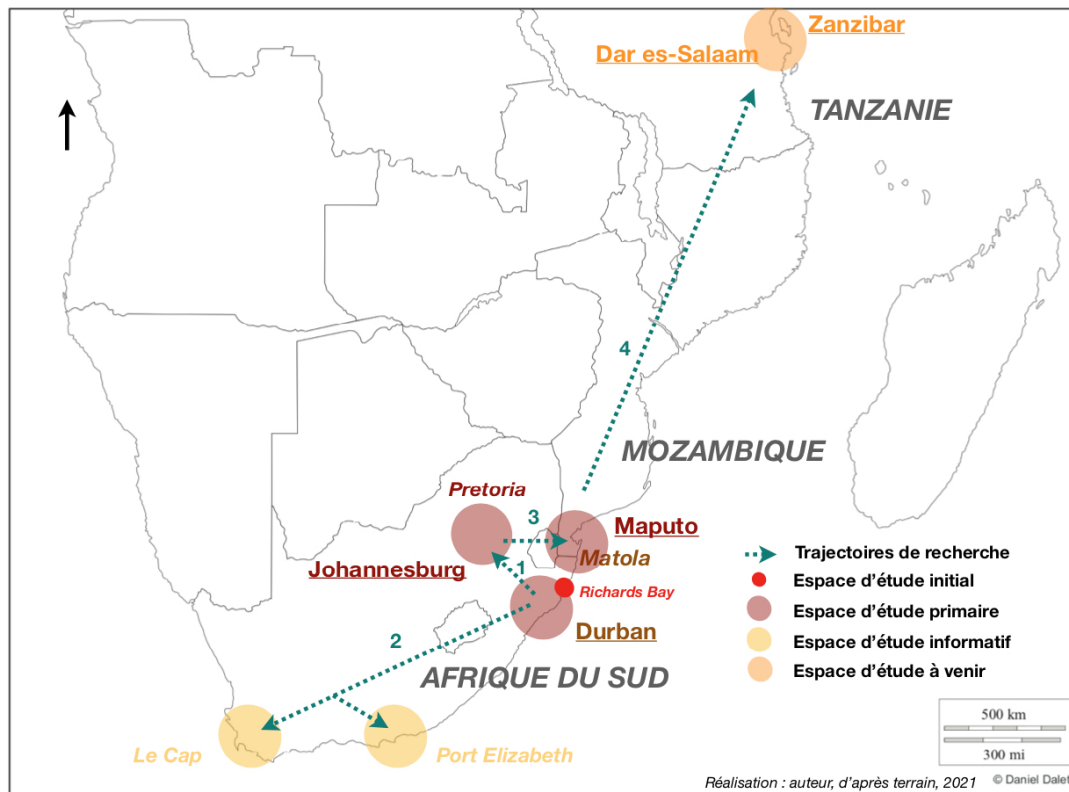 Zanzibar
Dar es-Salaam
TANZANIE
4
MOZAMBIQUE
Pretoria
3
Maputo
Matola
Johannesburg
1
Richards Bay
Durban
2
AFRIQUE DU SUD
Le Cap
Port Elizabeth
Trajectoires de recherche
Espace d'étude initial
Espace d'étude primaire
Espace d'étude informatif
Espace d'étude à venir
500 km
300 mi
Réalisation : auteur, d'après terrain, 2021
© Daniel Dalet